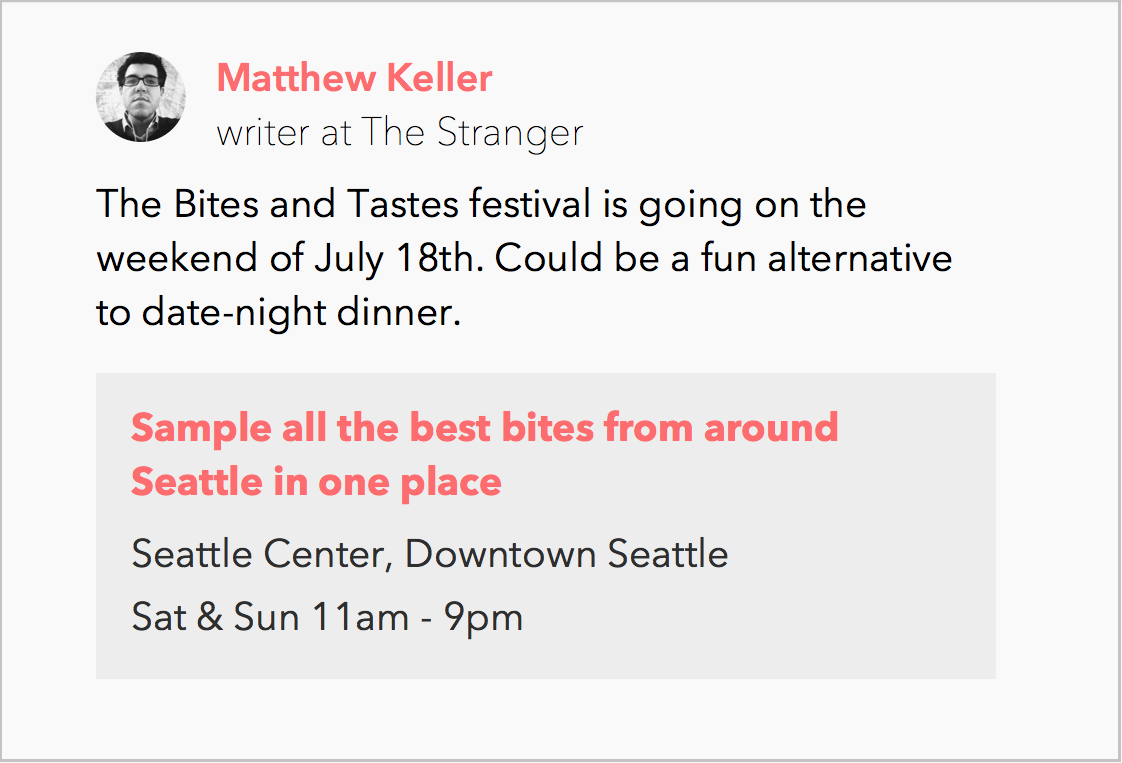 Matthew Keller
writer at The Stranger
The Bites and Tastes festival is going on the
weekend of July 18th. Could be a fun alternative
to date-night dinner.
Sample all the best bites from around
Seattle in one place
Seattle Center, Downtown Seattle
Sat & Sun 11am - 9pm